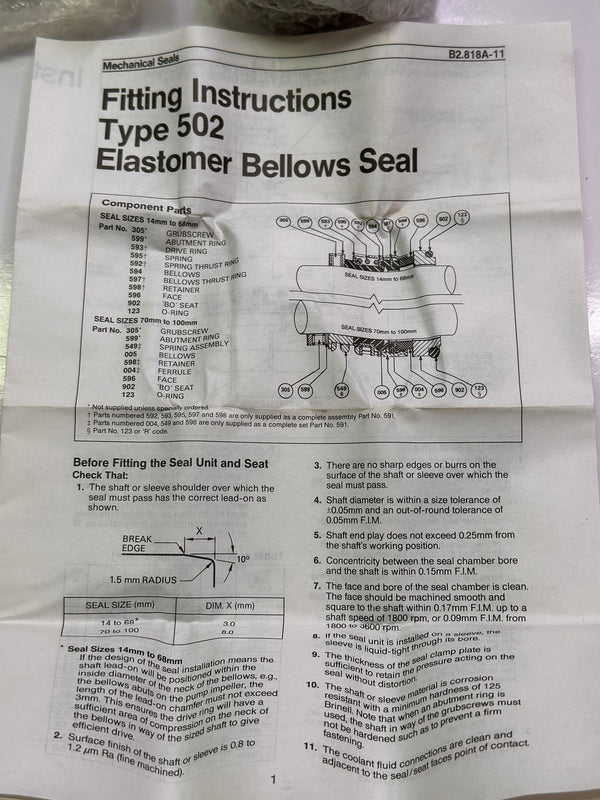 Mechanical Seals
B2.818A-11
Fitting Instructions
Type 502
Elastomer Bellows Seal
Component Parts
SEAL SIZES 14mm to 68mm
Part No. 305* GRUBSCREW
599* ABUTMENT RING
593† DRIVE RING
595† SPRING
592† SPRING THRUST RING
594 BELLOWS
597† BELLOWS THRUST RING
598† RETAINER
596 FACE
902 'BO' SEAT
123 O-RING
SEAL SIZES 70mm to 100mm
Part No. 305* GRUBSCREW
599* ABUTMENT RING
549‡ SPRING ASSEMBLY
005 BELLOWS
598‡ RETAINER
004‡ FERRULE
596 FACE
902 'BO' SEAT
123 O-RING
305 599 593 595 592 594 597 598 596 902 123 §
SEAL SIZES 14mm to 68mm
SEAL SIZES 70mm to 100mm
305 599 549 005 598 004 596 902 123 §
* Not supplied unless specially ordered.
† Parts numbered 592, 593, 595, 597 and 598 are only supplied as a complete assembly Part No. 591.
‡ Parts numbered 004, 549 and 598 are only supplied as a complete set Part No. 591.
§ Part No. 123 or 'R' code.
Before Fitting the Seal Unit and Seat
Check That:
1. The shaft or sleeve shoulder over which the
seal must pass has the correct lead-on as
shown.
X
BREAK
EDGE
10º
1.5 mm RADIUS
SEAL SIZE (mm) DIM. X (mm)
14 to 68* 3.0
70 to 100 6.0
* Seal Sizes 14mm to 68mm
If the design of the seal installation means the
shaft lead-on will be positioned within the
inside diameter of the neck of the bellows, e.g.,
the bellows abuts on the pump impeller, the
length of the lead-on chamfer must not exceed
3mm. This ensures the drive ring will have a
sufficient area of compression on the neck of
the bellows in way of the sized shaft to give
efficient drive.
2. Surface finish of the shaft or sleeve is 0.8 to
1.2 µm Ra (fine machined).
3. There are no sharp edges or burrs on the
surface of the shaft or sleeve over which the
seal must pass.
4. Shaft diameter is within a size tolerance of
±0.05mm and an out-of-round tolerance of
0.05mm F.I.M.
5. Shaft end play does not exceed 0.25mm from
the shaft's working position.
6. Concentricity between the seal chamber bore
and the shaft is within 0.15mm F.I.M.
7. The face and bore of the seal chamber is clean.
The face should be machined smooth and
square to the shaft within 0.17mm F.I.M. up to a
shaft speed of 1800 rpm, or 0.09mm F.I.M. from
1800 to 3600 rpm.
8. If the seal unit is installed on a sleeve, the
sleeve is liquid-tight through its bore.
9. The thickness of the seal clamp plate is
sufficient to retain the pressure acting on the
seal without distortion.
10. The shaft or sleeve material is corrosion
resistant with a minimum hardness of 125
Brinell. Note that when an abutment ring is
used, the shaft in way of the grubscrews must
not be hardened such as to prevent a firm
fastening.
11. The coolant fluid connections are clean and
adjacent to the seal/seat faces point of contact.
1